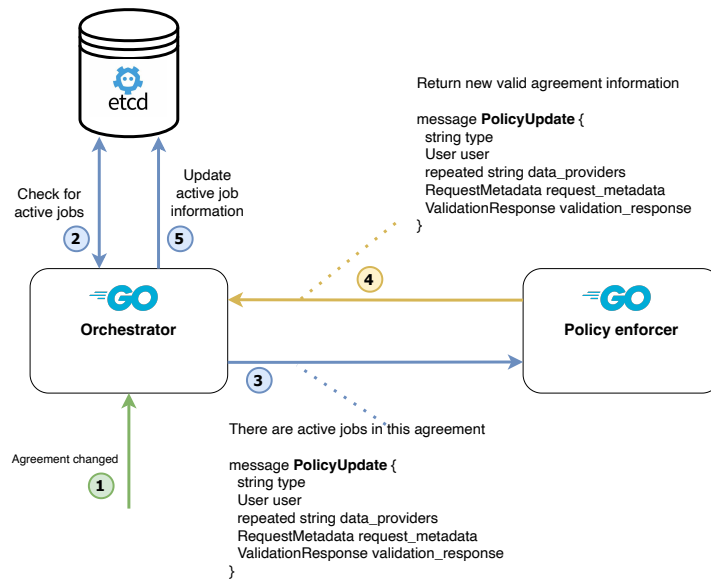 etcd
Return new valid agreement information
message PolicyUpdate {
string type
User user
repeated string data_providers
RequestMetadata request_metadata
ValidationResponse validation_response
}
Check for
active jobs
2
Update
active job
information
5
4
GO
Orchestrator
GO
Policy enforcer
3
Agreement changed
1
There are active jobs in this agreement
message PolicyUpdate {
string type
User user
repeated string data_providers
RequestMetadata request_metadata
ValidationResponse validation_response
}